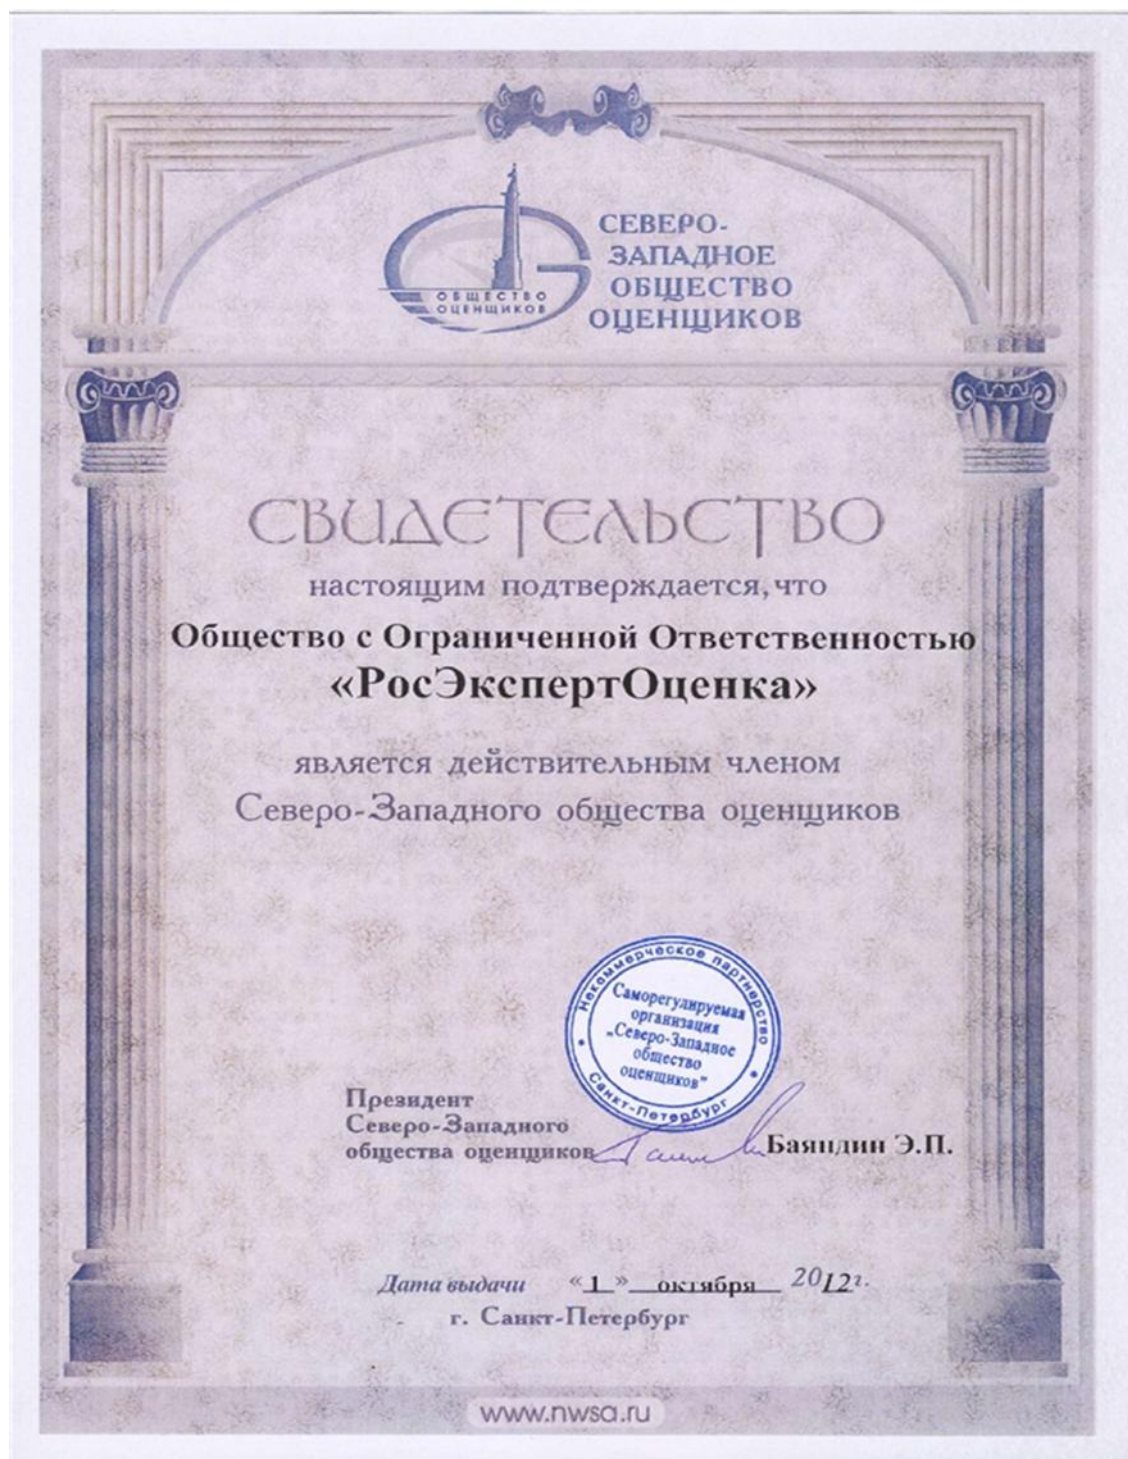 СЕВЕРО-
ЗАПАДНОЕ
ОБЩЕСТВО
ОЦЕНЩИКОВ
ОБЩЕСТВО
ОЦЕНЩИКОВ
СВИДЕТЕЛЬСТВО
настоящим подтверждается, что
Общество с Ограниченной Ответственностью
«РосЭкспертОценка»
является действительным членом
Северо-Западного общества оценщиков
Некоммерческое партнерство
Саморегулируемая
организация
„Северо-Западное
общество
оценщиков"
Санкт-Петербург
Президент
Северо-Западного
общества оценщиков
Баяндин Э.П.
Дата выдачи « 1 » октября 2012г.
г. Санкт-Петербург
www.nwsa.ru